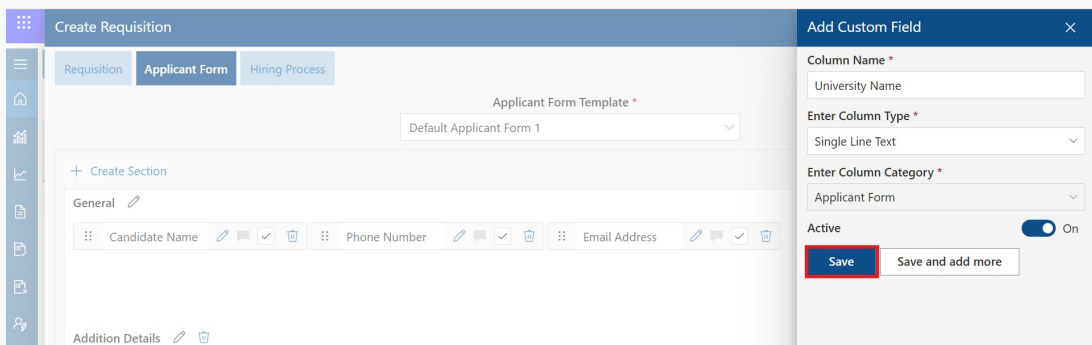 Create Requisition
Requisition
Applicant Form
Hiring Process
Applicant Form Template *
Default Applicant Form 1
+ Create Section
General
Candidate Name
Phone Number
Email Address
Addition Details
Add Custom Field
Column Name *
University Name
Enter Column Type *
Single Line Text
Enter Column Category *
Applicant Form
Active
On
Save
Save and add more